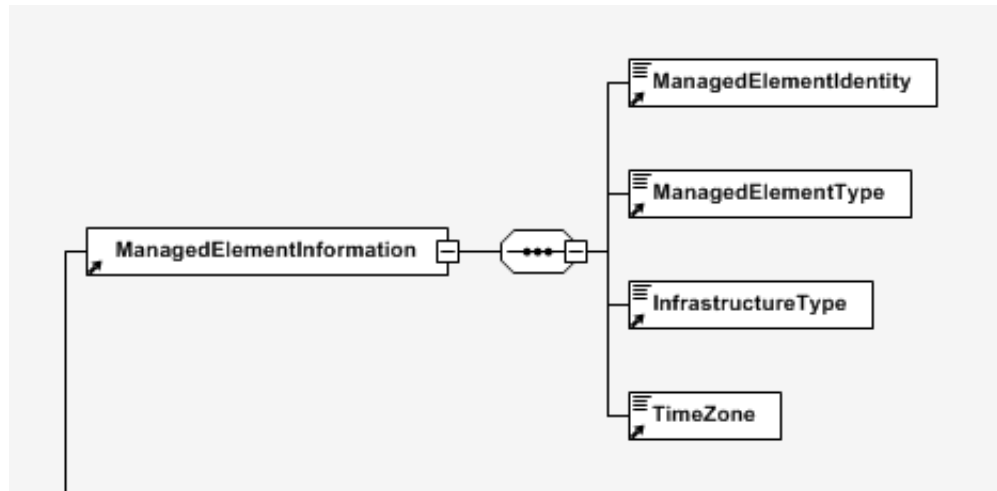 ManagedElementIdentity
ManagedElementType
ManagedElementInformation
InfrastructureType
TimeZone